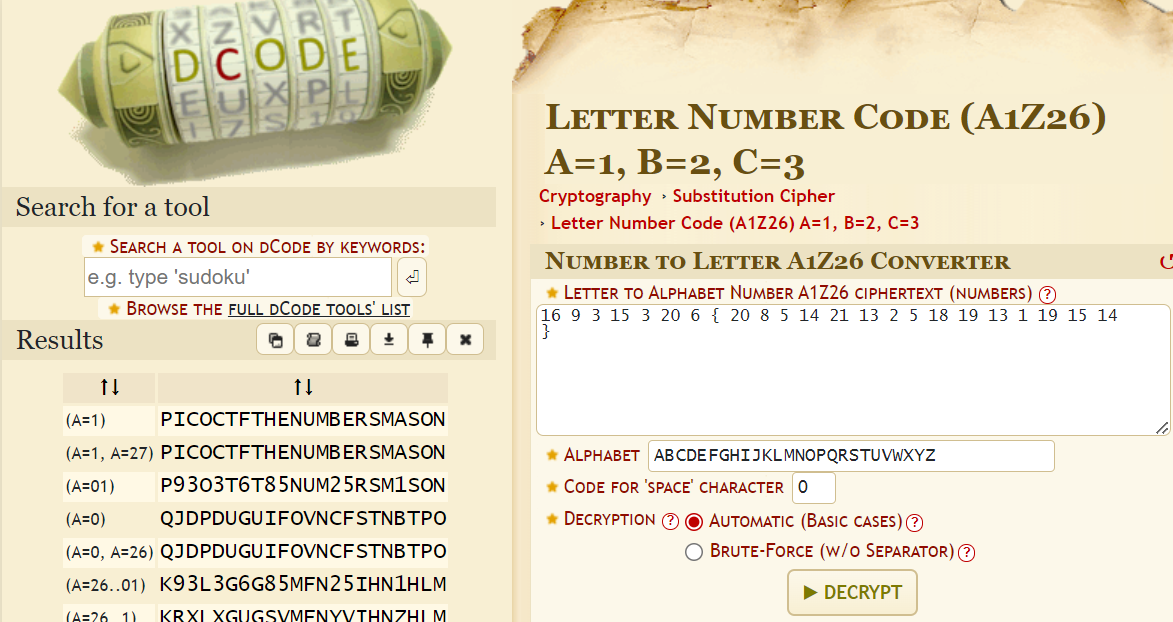 X Z V R T
D C O D E
E U X P L
Search for a tool
SEARCH A TOOL ON DCODE BY KEYWORDS:
e.g. type 'sudoku'
BROWSE THE FULL DCODE TOOLS' LIST
Results
↑↓ ↑↓
(A=1) PICOCTFTHENUMBERSMASON
(A=1, A=27) PICOCTFTHENUMBERSMASON
(A=01) P93O3T6T85NUM25RSM1SON
(A=0) QJDPDUGUIFOVNCFSTNBTPO
(A=0, A=26) QJDPDUGUIFOVNCFSTNBTPO
(A=26..01) K93L3G6G85MFN25IHN1HLM
(A=26..1) KRXLXGUGSVMFNYVIHNZHLM
LETTER NUMBER CODE (A1Z26)
A=1, B=2, C=3
Cryptography › Substitution Cipher
› Letter Number Code (A1Z26) A=1, B=2, C=3
NUMBER TO LETTER A1Z26 CONVERTER
LETTER TO ALPHABET NUMBER A1Z26 CIPHERTEXT (NUMBERS) ?
16 9 3 15 3 20 6 { 20 8 5 14 21 13 2 5 18 19 13 1 19 15 14
}
ALPHABET ABCDEFGHIJKLMNOPQRSTUVWXYZ
CODE FOR 'SPACE' CHARACTER 0
DECRYPTION ? AUTOMATIC (BASIC CASES) ?
BRUTE-FORCE (W/O SEPARATOR) ?
► DECRYPT